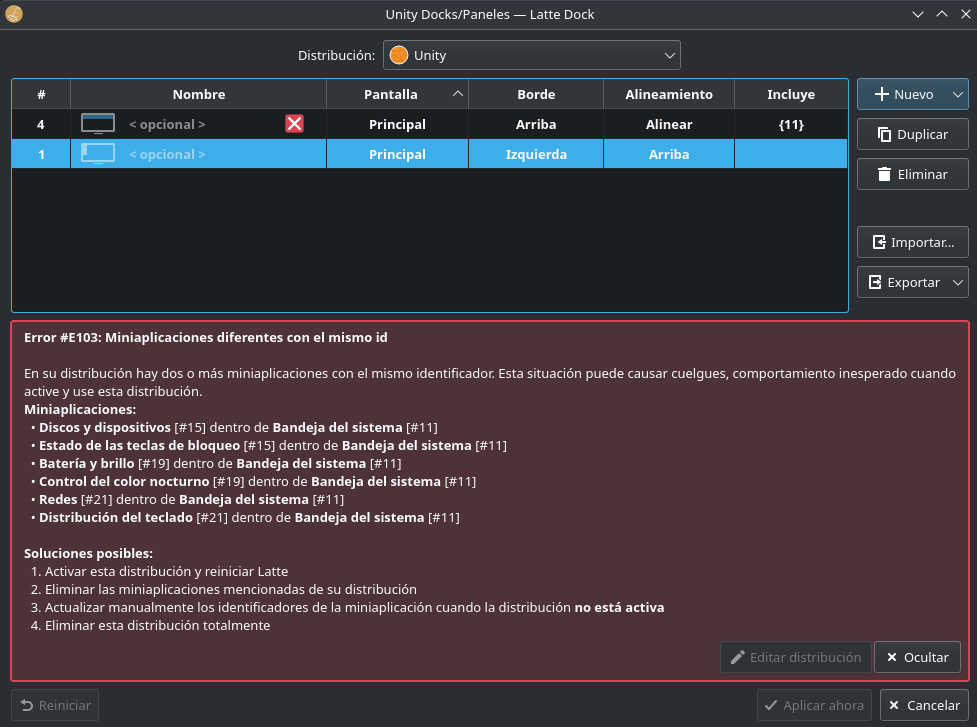 Unity Docks/Paneles — Latte Dock
Distribución: Unity
# Nombre Pantalla Borde Alineamiento Incluye
4 < opcional > Principal Arriba Alinear {11}
1 < opcional > Principal Izquierda Arriba
Nuevo
Duplicar
Eliminar
Importar...
Exportar
Error #E103: Miniaplicaciones diferentes con el mismo id
En su distribución hay dos o más miniaplicaciones con el mismo identificador. Esta situación puede causar cuelgues, comportamiento inesperado cuando
active y use esta distribución.
Miniaplicaciones:
• Discos y dispositivos [#15] dentro de Bandeja del sistema [#11]
• Estado de las teclas de bloqueo [#15] dentro de Bandeja del sistema [#11]
• Batería y brillo [#19] dentro de Bandeja del sistema [#11]
• Control del color nocturno [#19] dentro de Bandeja del sistema [#11]
• Redes [#21] dentro de Bandeja del sistema [#11]
• Distribución del teclado [#21] dentro de Bandeja del sistema [#11]
Soluciones posibles:
1. Activar esta distribución y reiniciar Latte
2. Eliminar las miniaplicaciones mencionadas de su distribución
3. Actualizar manualmente los identificadores de la miniaplicación cuando la distribución no está activa
4. Eliminar esta distribución totalmente
Editar distribución Ocultar
Reiniciar Aplicar ahora Cancelar